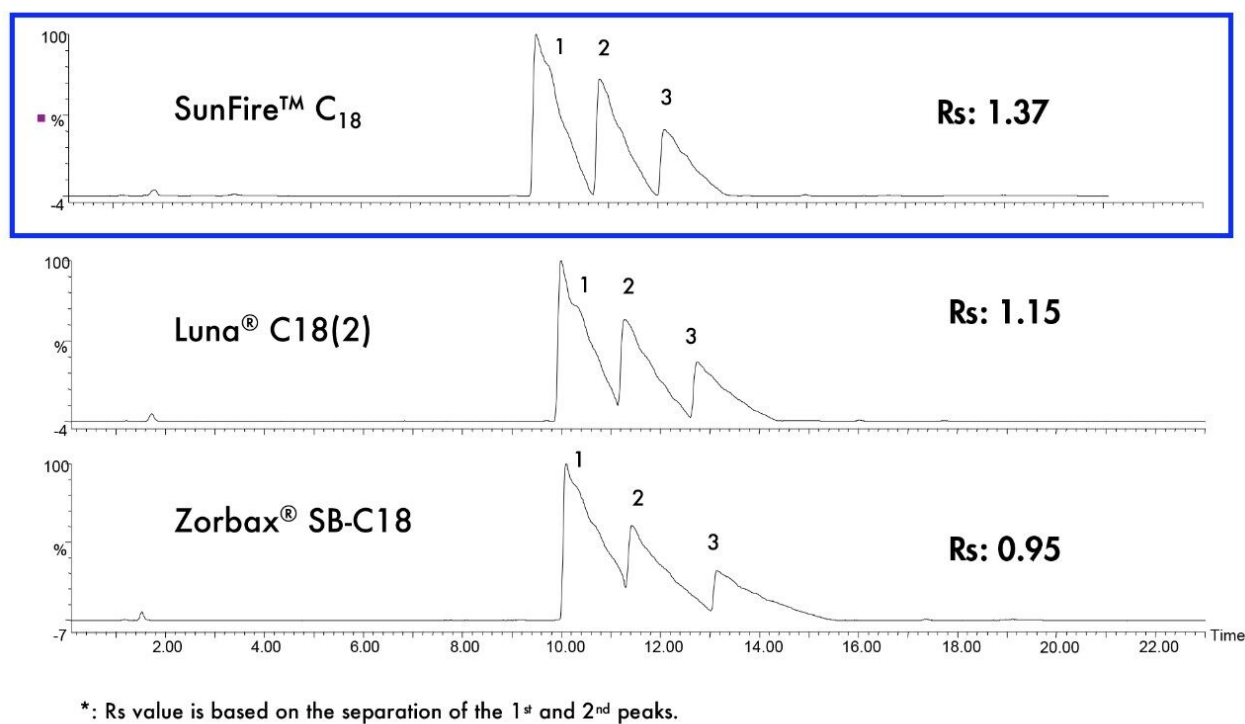 100
1
2
3
SunFire™ C18
Rs: 1.37
%
-4
100
1
2
3
Luna® C18(2)
Rs: 1.15
%
-4
100
1
2
3
Zorbax® SB-C18
Rs: 0.95
%
-7
2.00 4.00 6.00 8.00 10.00 12.00 14.00 16.00 18.00 20.00 22.00 Time
*: Rs value is based on the separation of the 1st and 2nd peaks.